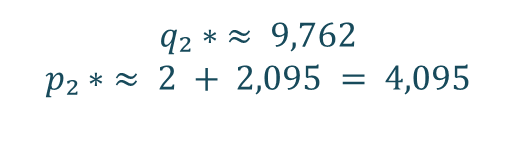 q₂ * ≈ 9,762
p₂ * ≈ 2 + 2,095 = 4,095